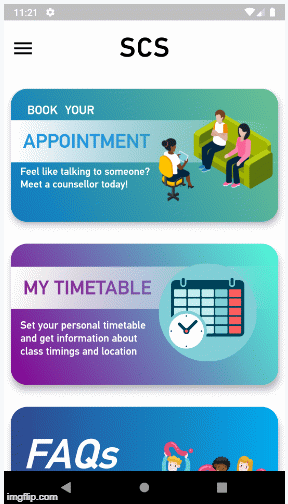 11:21
SCS
BOOK YOUR
APPOINTMENT
Feel like talking to someone?
Meet a counsellor today!
MY TIMETABLE
Set your personal timetable
and get information about
class timings and location
FAQs
imgflip.com